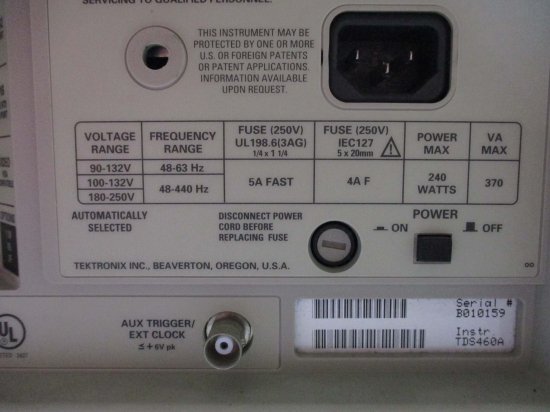 SERVICING TO QUALIFIED PERSONNEL.
THIS INSTRUMENT MAY BE
PROTECTED BY ONE OR MORE
U.S. OR FOREIGN PATENTS
OR PATENT APPLICATIONS.
INFORMATION AVAILABLE
UPON REQUEST.
VOLTAGE RANGE FREQUENCY RANGE FUSE (250V) UL198.6(3AG) 1/4 x 1 1/4 FUSE (250V) IEC127 5 x 20mm POWER MAX VA MAX
90-132V 48-63 Hz
100-132V 48-440 Hz 5A FAST 4A F 240 WATTS 370
180-250V
AUTOMATICALLY
SELECTED
DISCONNECT POWER
CORD BEFORE
REPLACING FUSE
POWER
ON OFF
TEKTRONIX INC., BEAVERTON, OREGON, U.S.A.
UL
AUX TRIGGER/
EXT CLOCK
≤ + 6V pk
Serial #
B010159
Instr.
TDS460A